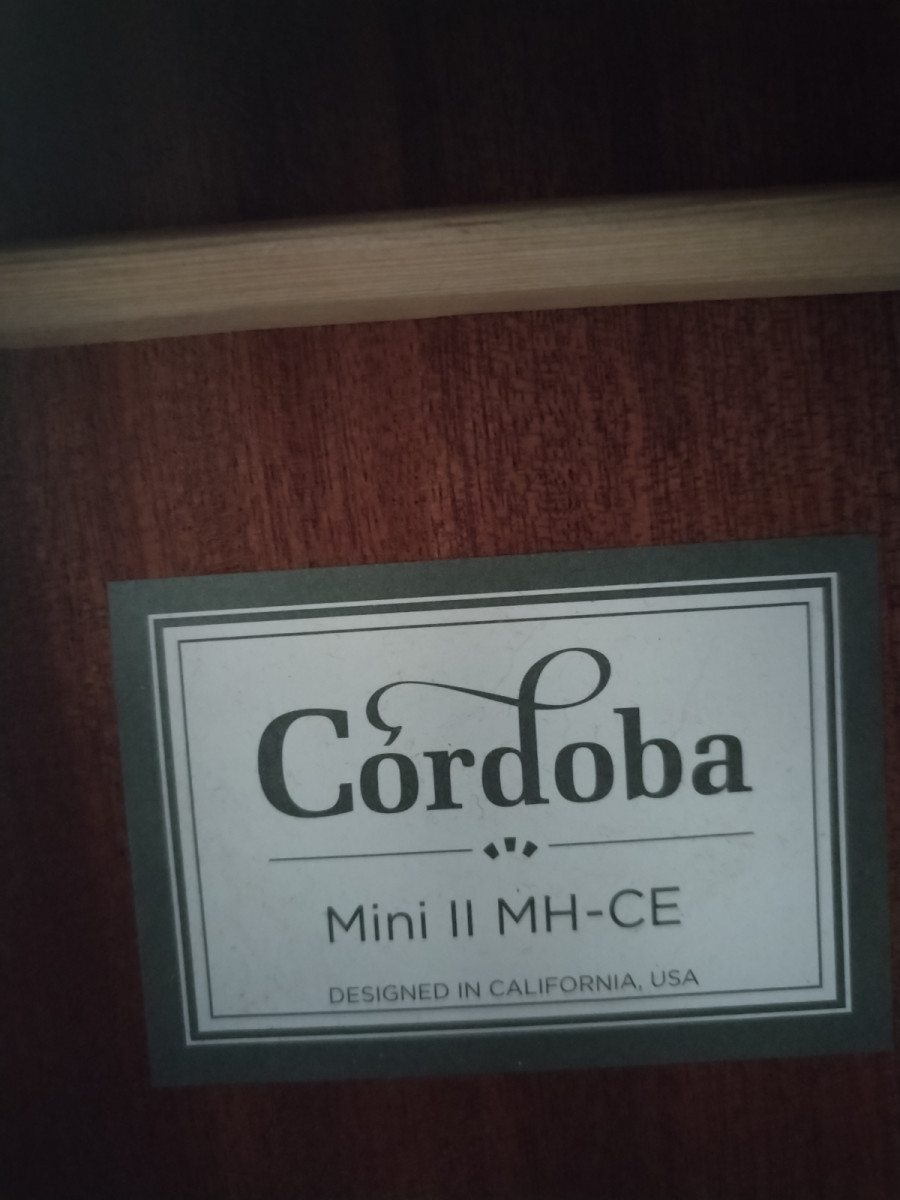 Córdoba
Mini II MH-CE
DESIGNED IN CALIFORNIA, USA